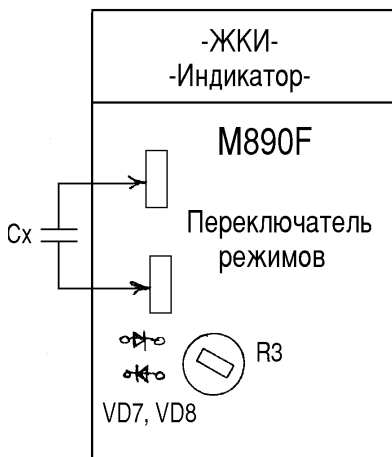 -ЖКИ-
-Индикатор-
M890F
Cx
Переключатель
режимов
R3
VD7, VD8